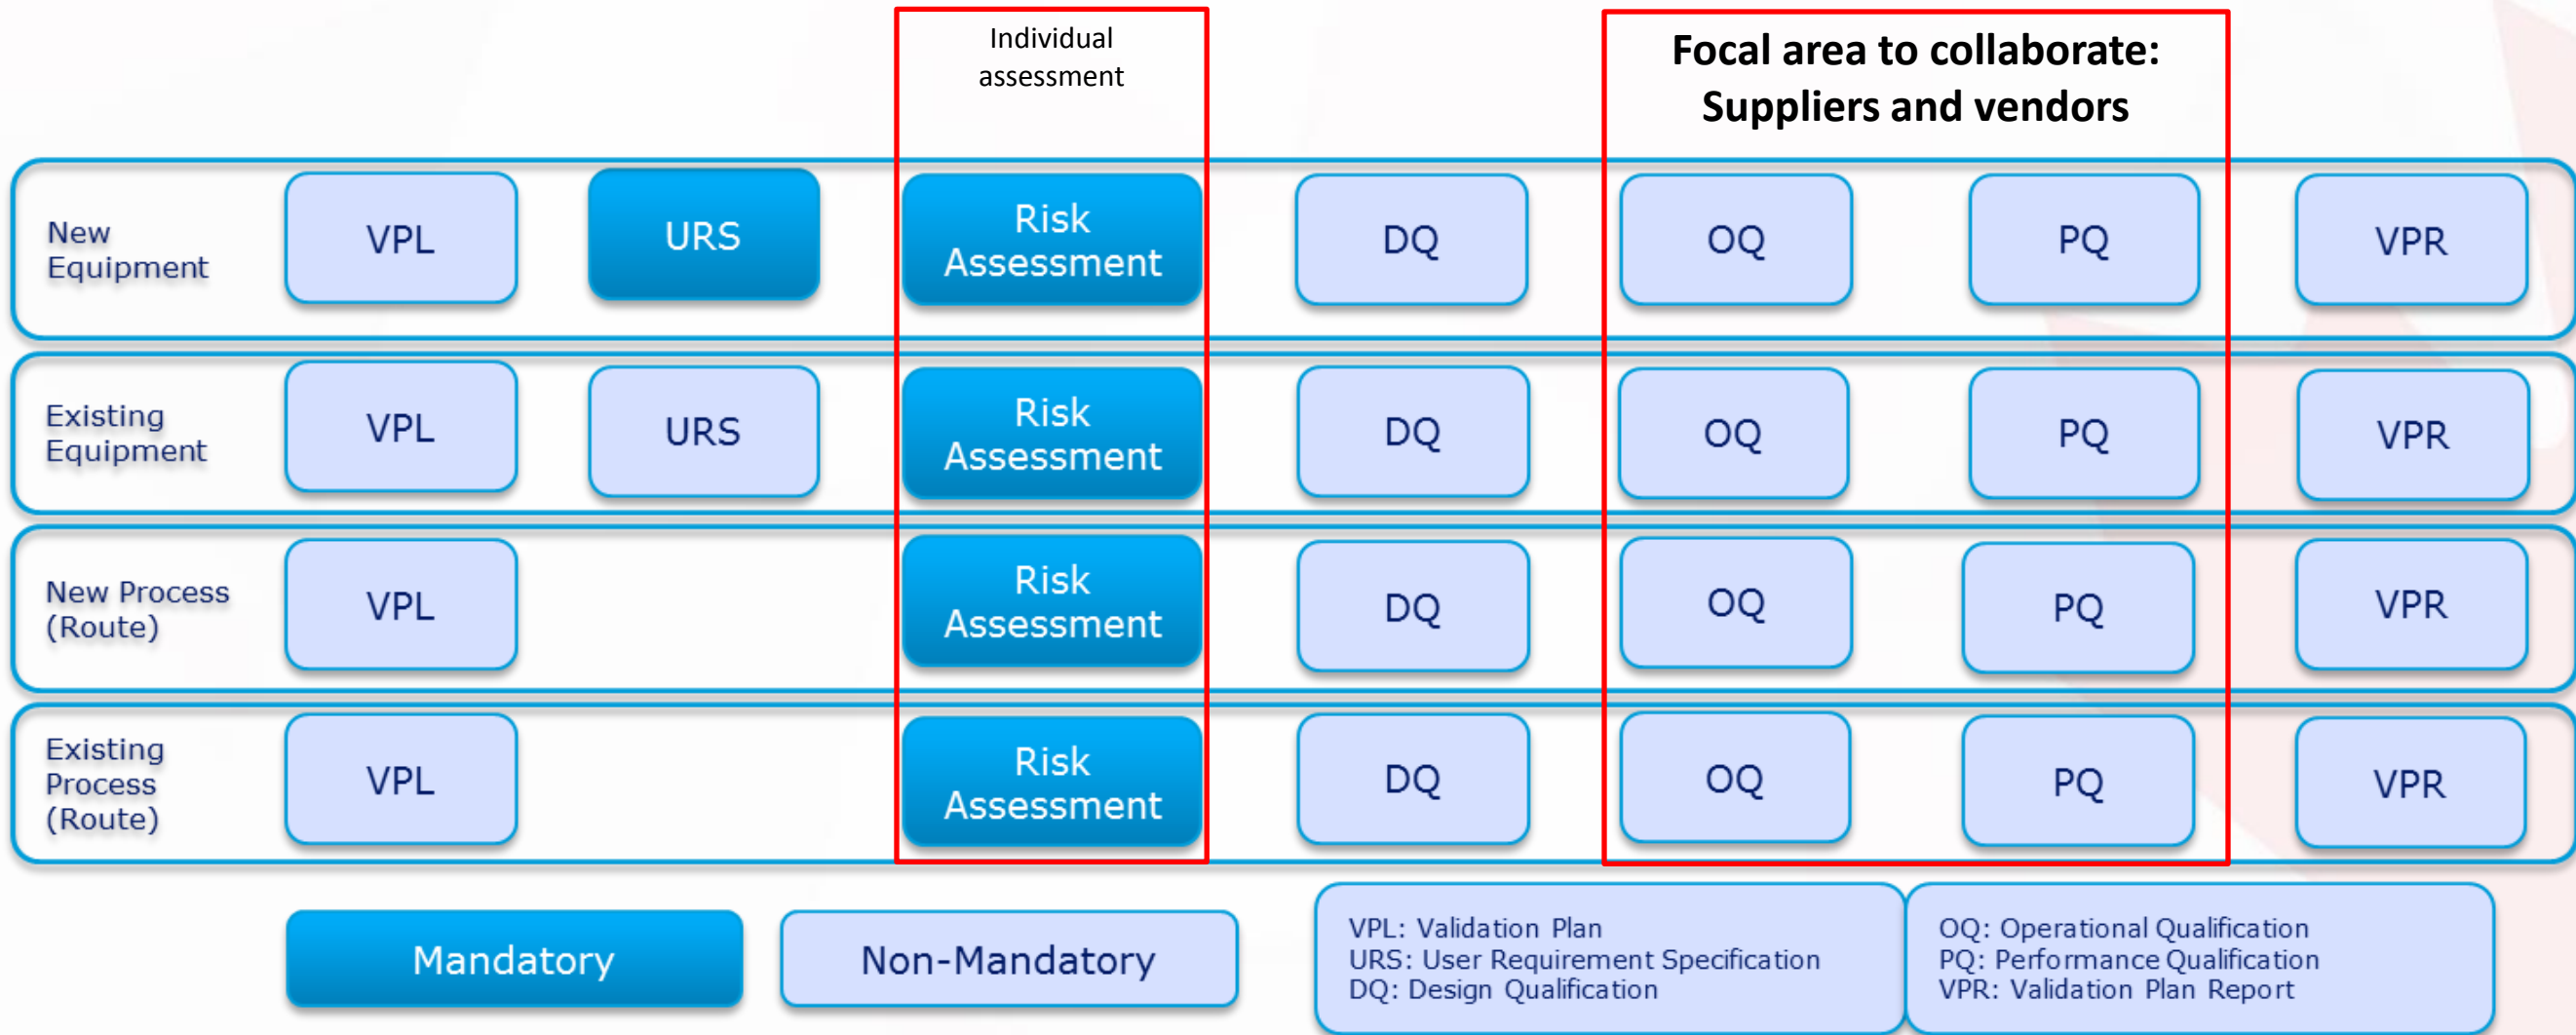 Individual
assessment
Focal area to collaborate:
Suppliers and vendors
New
Equipment
VPL
URS
Risk
Assessment
DQ
OQ
PQ
VPR
Existing
Equipment
VPL
URS
Risk
Assessment
DQ
OQ
PQ
VPR
New Process
(Route)
VPL
Risk
Assessment
DQ
OQ
PQ
VPR
Existing
Process
(Route)
VPL
Risk
Assessment
DQ
OQ
PQ
VPR
Mandatory
Non-Mandatory
VPL: Validation Plan
URS: User Requirement Specification
DQ: Design Qualification
OQ: Operational Qualification
PQ: Performance Qualification
VPR: Validation Plan Report